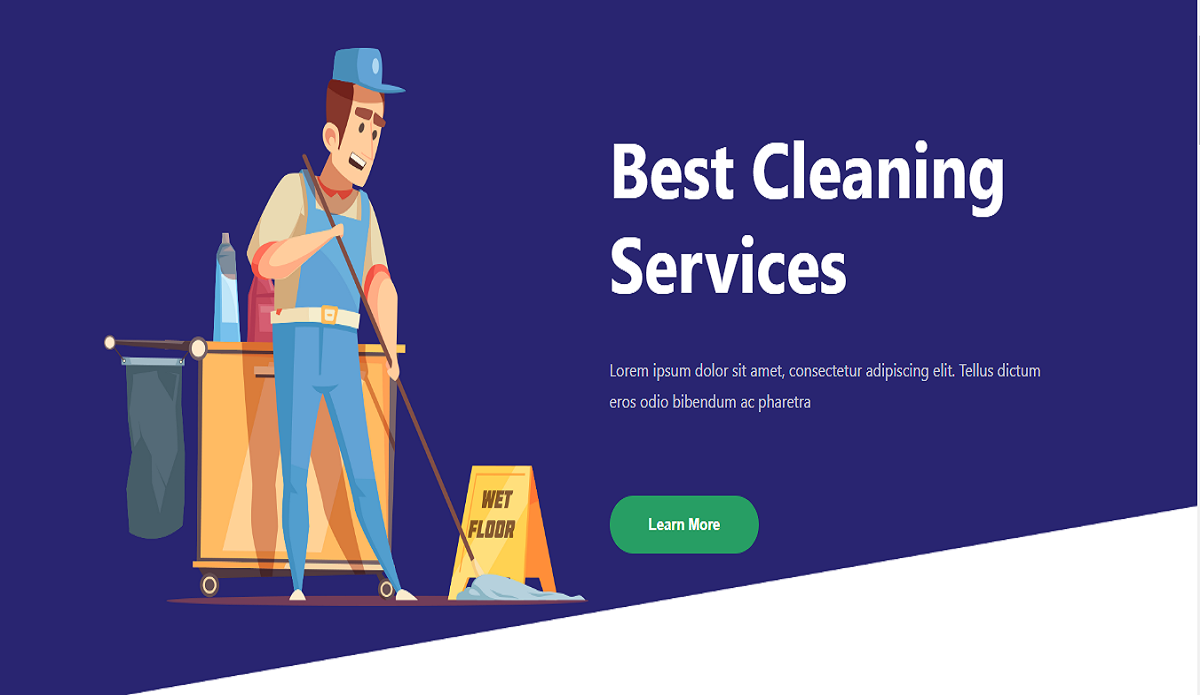 Best Cleaning
Services
Lorem ipsum dolor sit amet, consectetur adipiscing elit. Tellus dictum
eros odio bibendum ac pharetra
WET
FLOOR
Learn More